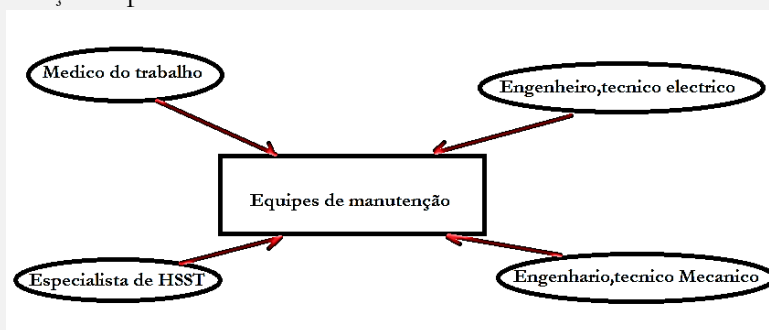 Medico do trabalho
Engenheiro,tecnico electrico
Equipes de manutenção
Especialista de HSST
Engenhario,tecnico Mecanico